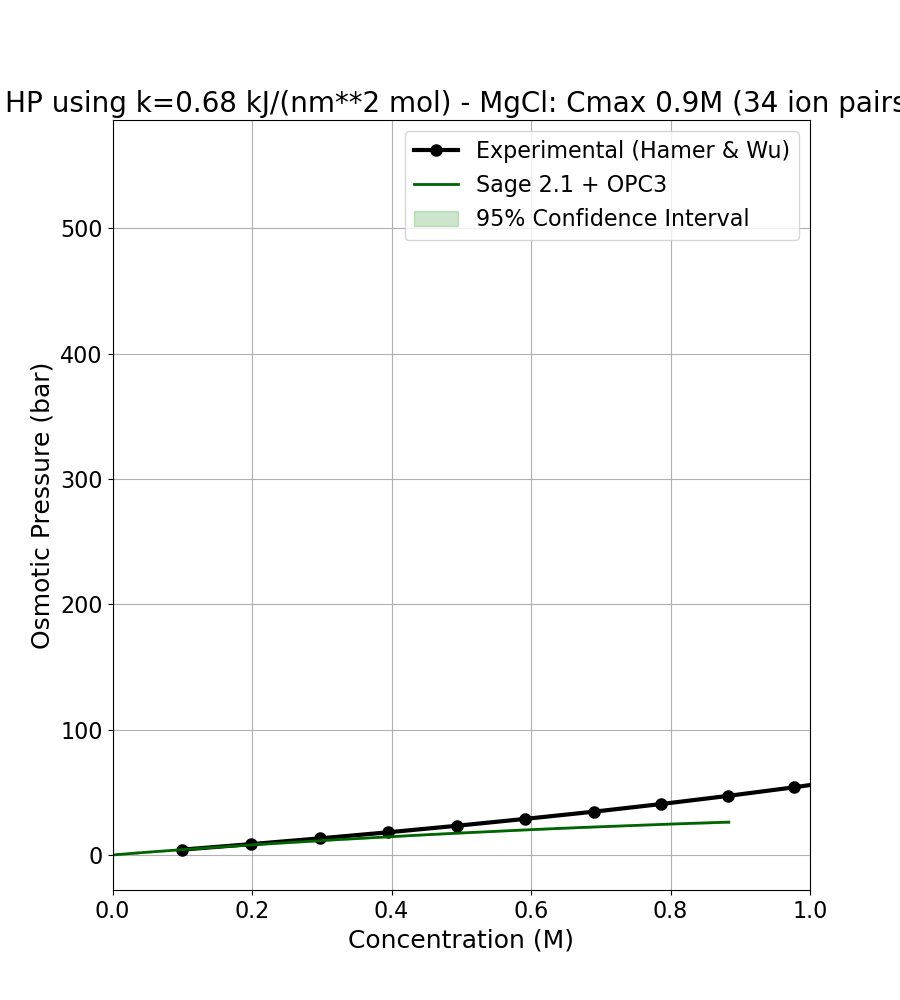 HP using k=0.68 kJ/(nm**2 mol) - MgCl: Cmax 0.9M (34 ion pairs
Experimental (Hamer & Wu)
Sage 2.1 + OPC3
95% Confidence Interval
500
400
300
200
100
0
Osmotic Pressure (bar)
0.0 0.2 0.4 0.6 0.8 1.0
Concentration (M)